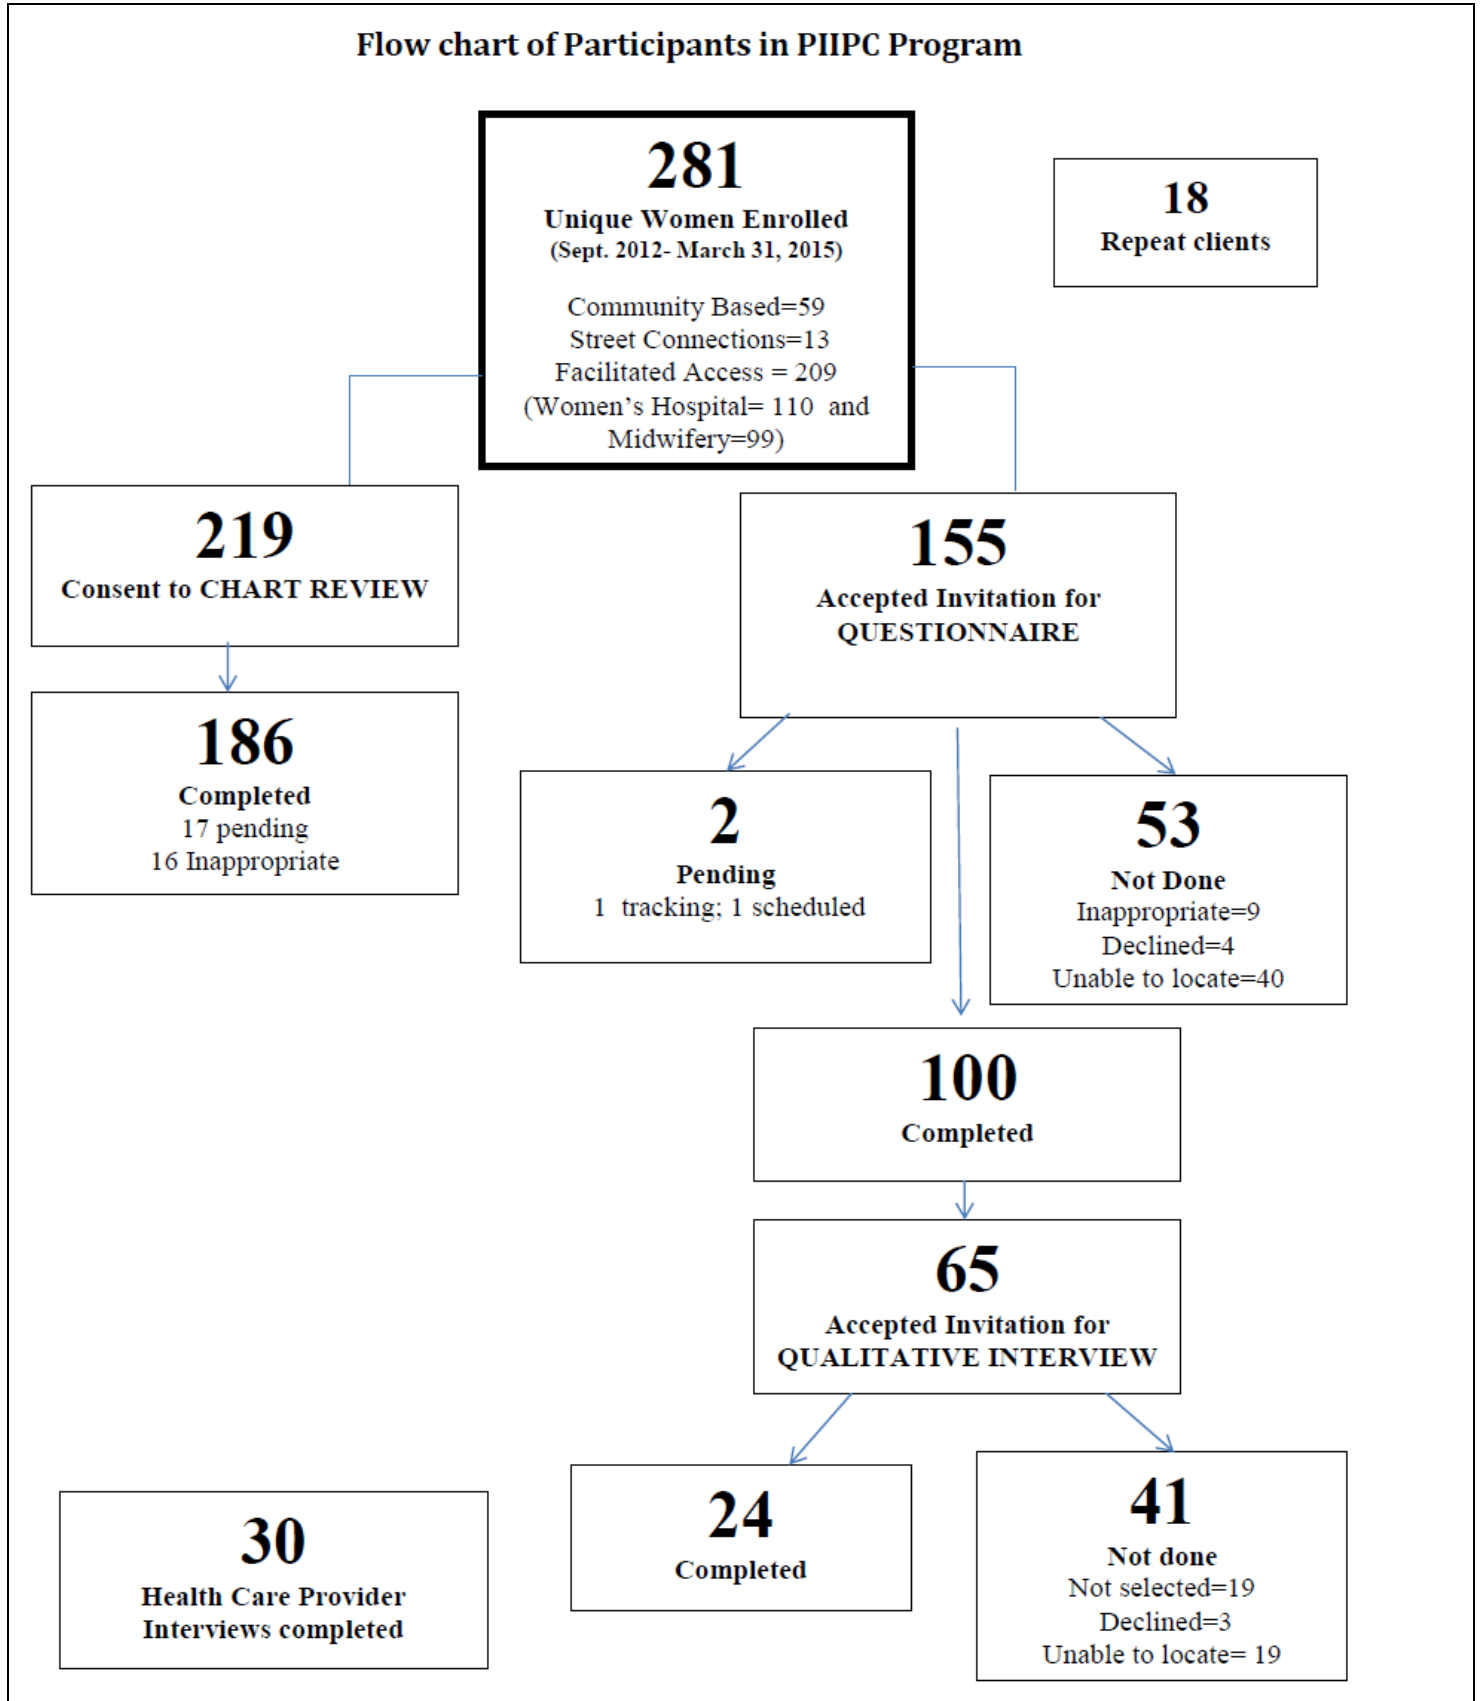 Flow chart of Participants in PIIPC Program
281
Unique Women Enrolled
(Sept. 2012- March 31, 2015)
Community Based=59
Street Connections=13
Facilitated Access = 209
(Women's Hospital= 110 and
Midwifery=99)
18
Repeat clients
219
Consent to CHART REVIEW
155
Accepted Invitation for
QUESTIONNAIRE
186
Completed
17 pending
16 Inappropriate
2
Pending
1 tracking; 1 scheduled
53
Not Done
Inappropriate=9
Declined=4
Unable to locate=40
100
Completed
65
Accepted Invitation for
QUALITATIVE INTERVIEW
24
Completed
41
Not done
Not selected=19
Declined=3
Unable to locate= 19
30
Health Care Provider
Interviews completed